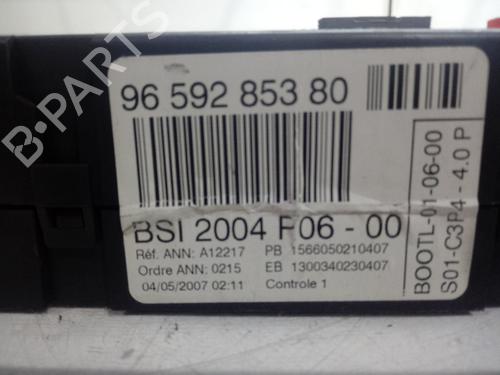 96 592 853 80
BSI 2004 F06 - 00
Réf. ANN: A12217 PB 1566050210407
Ordre ANN: 0215 EB 1300340230407
04/05/2007 02:11 Controle 1
BOOTL-01-06-00
S01-C3P4 - 4.0 P
B-PARTS